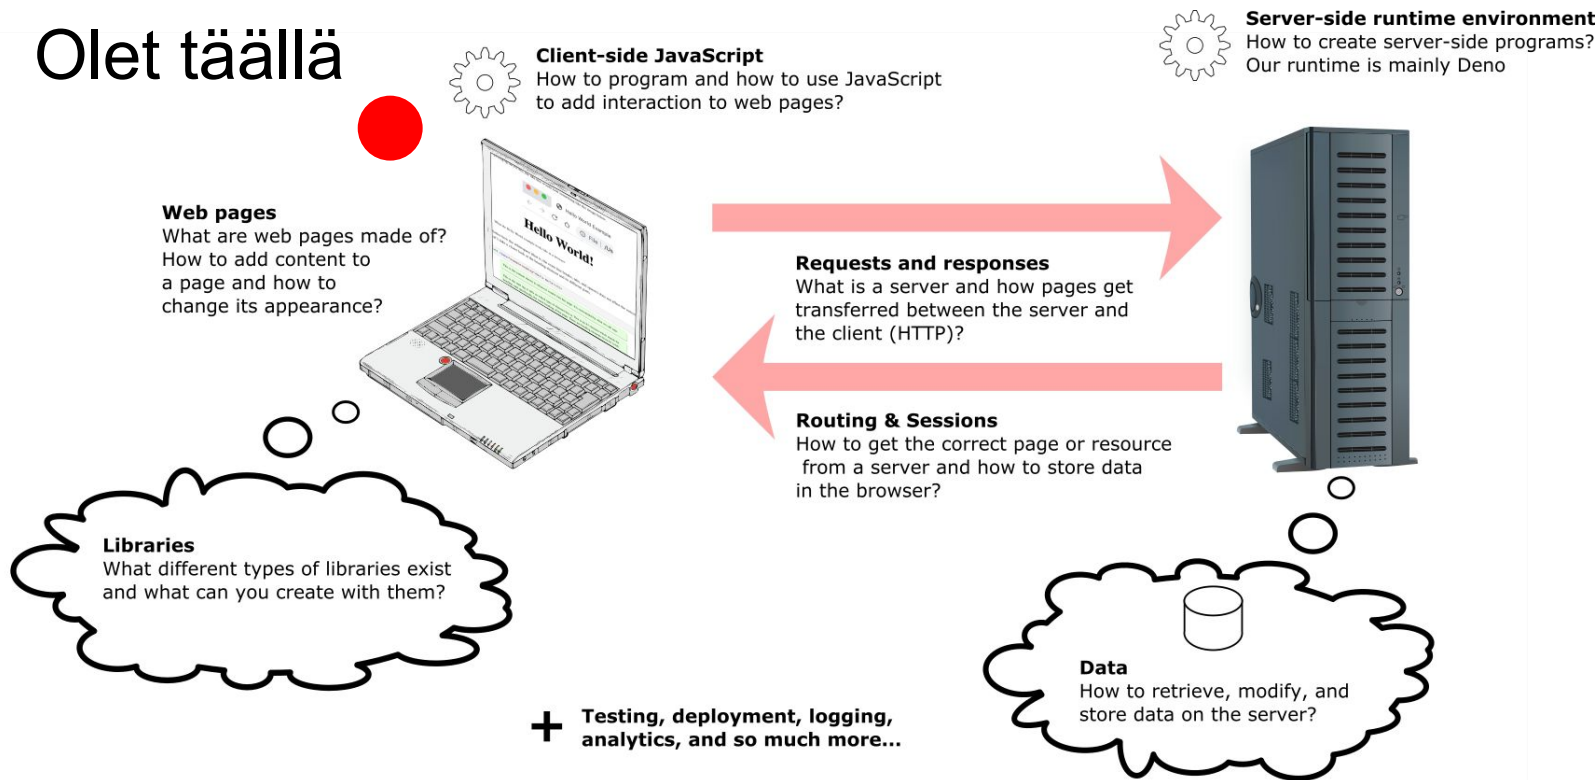 Olet täällä
Client-side JavaScript
How to program and how to use JavaScript
to add interaction to web pages?
Server-side runtime environment
How to create server-side programs?
Our runtime is mainly Deno
Web pages
What are web pages made of?
How to add content to
a page and how to
change its appearance?
Hello World Example
File
Hello World!
Requests and responses
What is a server and how pages get
transferred between the server and
the client (HTTP)?
Routing & Sessions
How to get the correct page or resource
from a server and how to store data
in the browser?
Libraries
What different types of libraries exist
and what can you create with them?
Data
How to retrieve, modify, and
store data on the server?
+ Testing, deployment, logging,
analytics, and so much more...